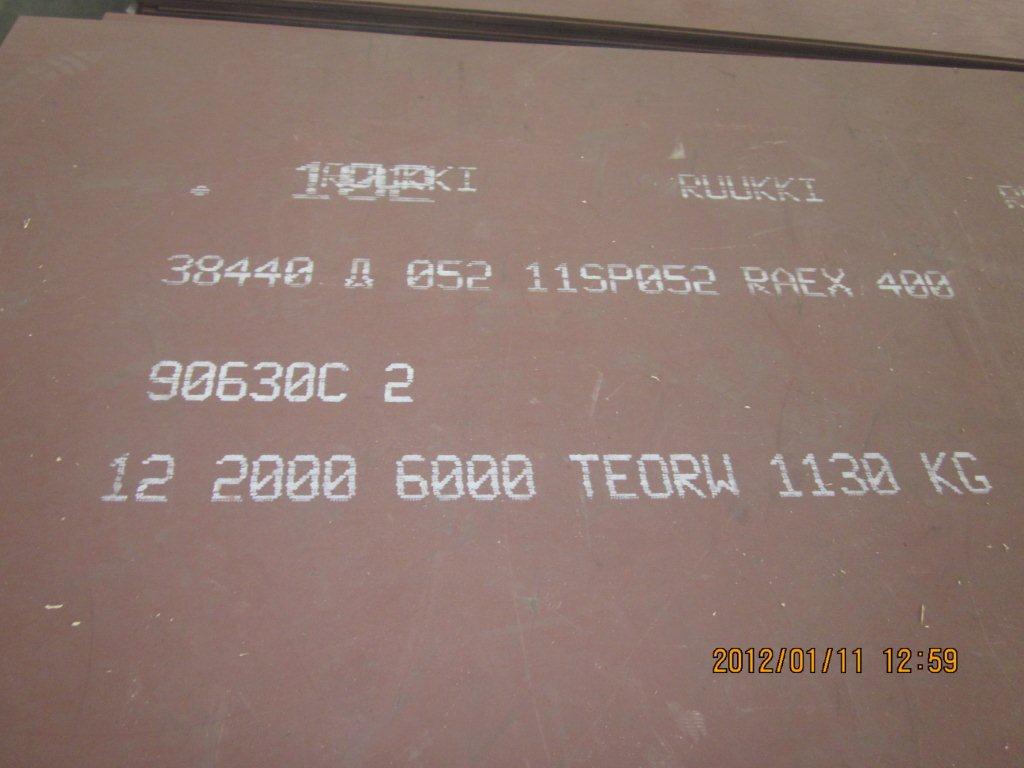 RUUKKI
38440 052 11SP052 RAEX 400
90630C 2
12 2000 6000 TEORW 1130 KG
2012/01/11 12:59